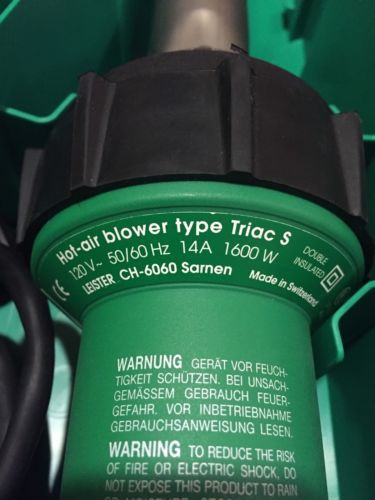 Hot-air blower type Triac S
120V~ 50/60 Hz 14A 1600 W
DOUBLE
INSULATED
CE LEISTER CH-6060 Sarnen Made in Switzerland
WARNUNG GERÄT VOR FEUCH-
TIGKEIT SCHÜTZEN. BEI UNSACH-
GEMÄSSEM GEBRAUCH FEUER-
GEFAHR. VOR INBETRIEBNAHME
GEBRAUCHSANWEISUNG LESEN.
WARNING TO REDUCE THE RISK
OF FIRE OR ELECTRIC SHOCK, DO
NOT EXPOSE THIS PRODUCT TO RAIN